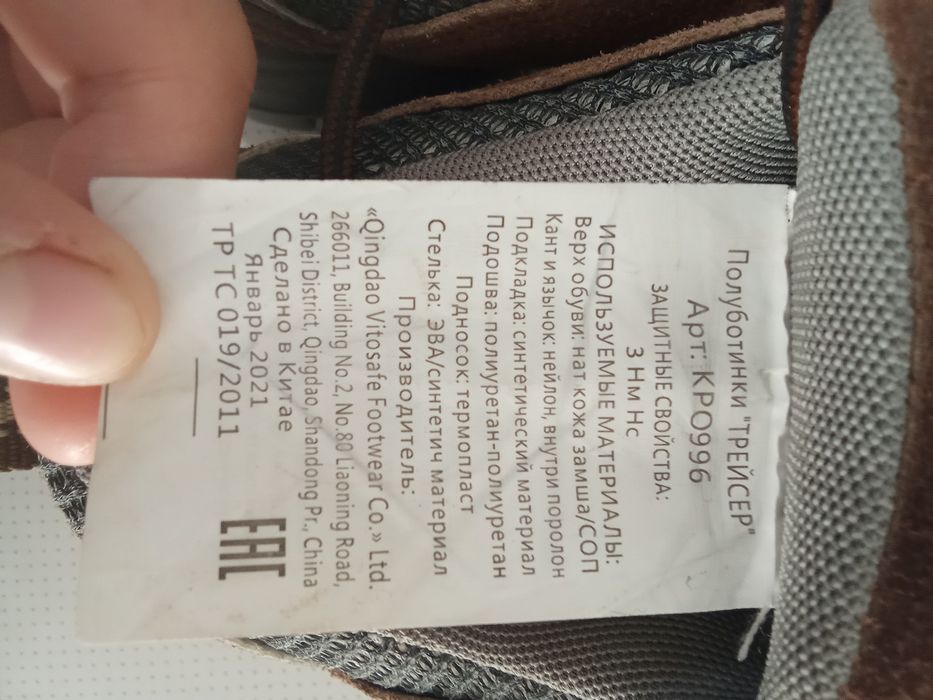 Полуботинки "ТРЕЙСЕР"
Арт: КРО996
ЗАЩИТНЫЕ СВОЙСТВА:
З Нм Нс
ИСПОЛЬЗУЕМЫЕ МАТЕРИАЛЫ:
Верх обуви: нат кожа замша/СОП
Кант и язычок: нейлон, внутри поролон
Подкладка: синтетический материал
Подошва: полиуретан-полиуретан
Подносок: термопласт
Стелька: ЭВА/синтетич материал
Производитель:
«Qingdao Vitosafe Footwear Co.» Ltd.
266011, Building No.2, No.80 Liaoning Road,
Shibei District, Qingdao, Shandong Pr., China
Сделано в Китае
Январь 2021
ТР ТС 019/2011
EAC